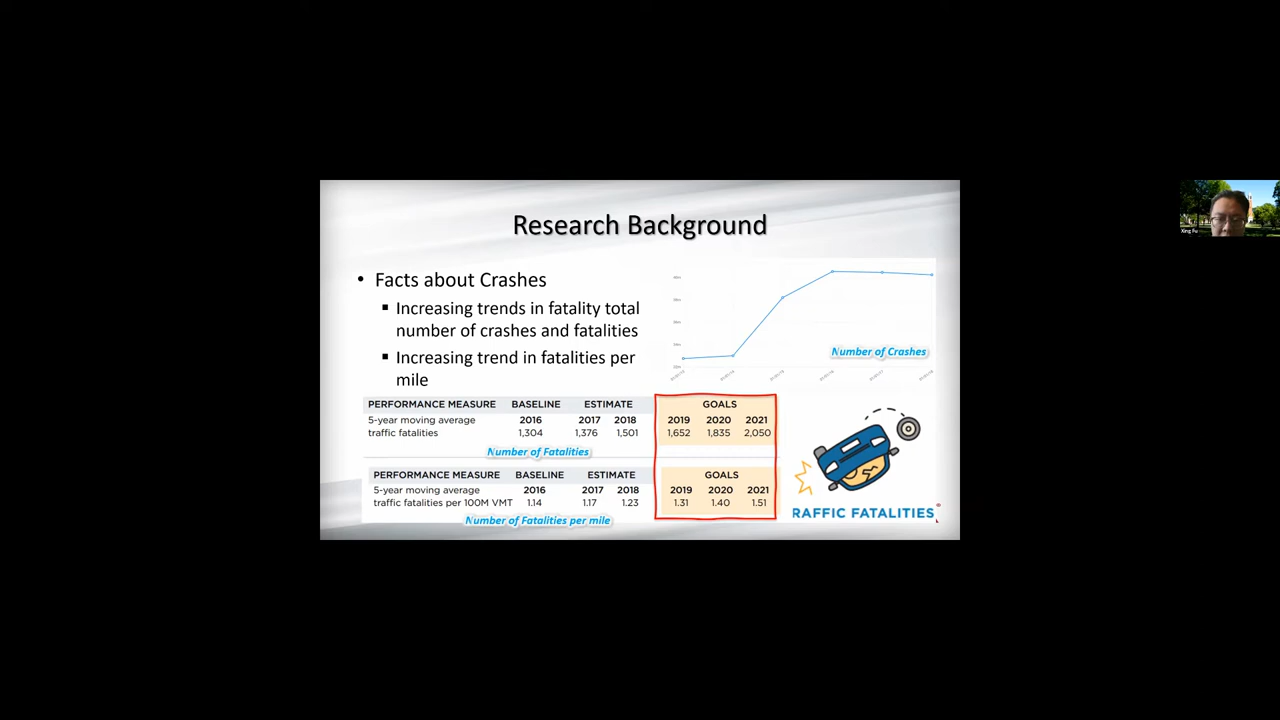 Research Background
• Facts about Crashes
▪ Increasing trends in fatality total
number of crashes and fatalities
▪ Increasing trend in fatalities per
mile
Number of Crashes
PERFORMANCE MEASURE BASELINE ESTIMATE GOALS
5-year moving average 2016 2017 2018 2019 2020 2021
traffic fatalities 1,304 1,376 1,501 1,652 1,835 2,050
Number of Fatalities
PERFORMANCE MEASURE BASELINE ESTIMATE GOALS
5-year moving average 2016 2017 2018 2019 2020 2021
traffic fatalities per 100M VMT 1.14 1.17 1.23 1.31 1.40 1.51
Number of Fatalities per mile
RAFFIC FATALITIES
Xing Fu